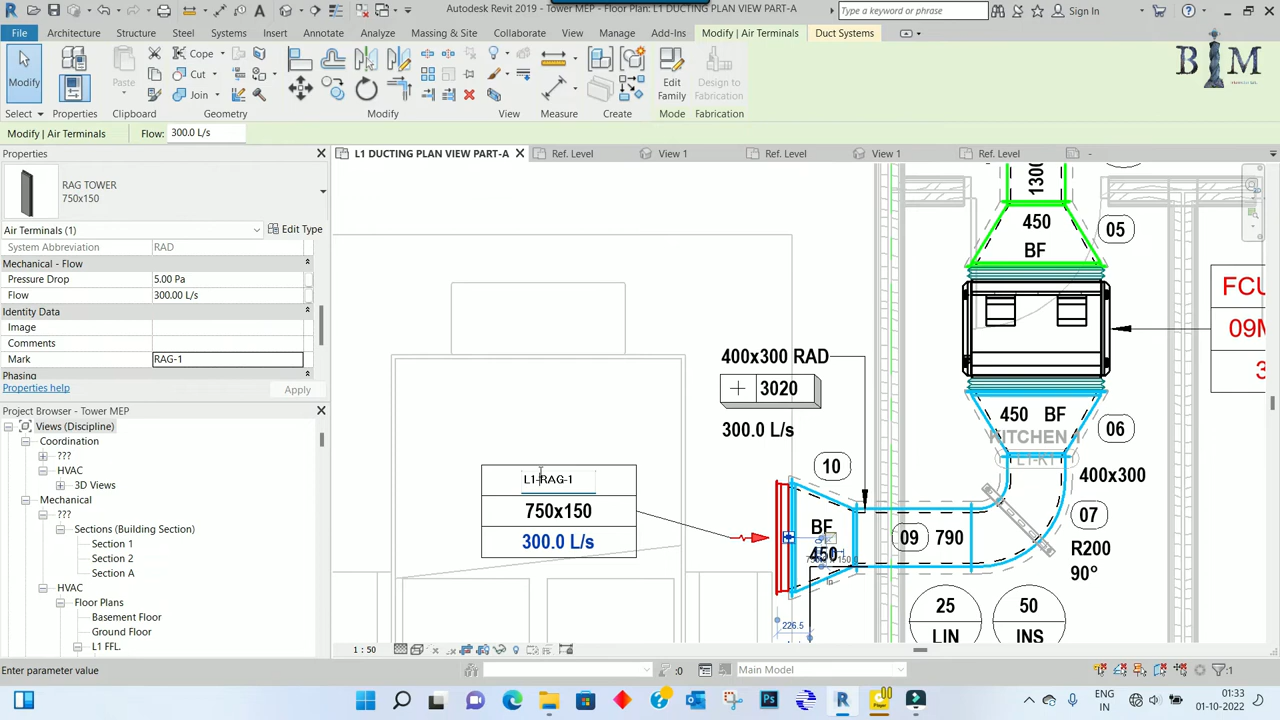 Autodesk Revit 2019 - Tower MEP - Floor Plan: L1 DUCTING PLAN VIEW PART-A
Type a keyword or phrase
Sign In
File Architecture Structure Steel Systems Insert Annotate Analyze Massing & Site Collaborate View Manage Add-Ins Modify | Air Terminals Duct Systems
Modify
Paste
Cope
Cut
Join
Edit Family
Design to Fabrication
Select Properties Clipboard Geometry Modify View Measure Create Mode Fabrication
BIM
Modify | Air Terminals Flow: 300.0 L/s
Properties
L1 DUCTING PLAN VIEW PART-A Ref. Level View 1 Ref. Level View 1 Ref. Level
RAG TOWER
750x150
Air Terminals (1) Edit Type
System Abbreviation RAD
Mechanical - Flow
Pressure Drop 5.00 Pa
Flow 300.00 L/s
Identity Data
Image
Comments
Mark RAG-1
Phasing
Properties help Apply
Project Browser - Tower MEP
Views (Discipline)
Coordination
???
HVAC
3D Views
Mechanical
???
Sections (Building Section)
Section 1
Section 2
Section A
HVAC
Floor Plans
Basement Floor
Ground Floor
L1 FFL.
1300
450
BF
05
FCU
09M
3
400x300 RAD
3020
300.0 L/s
450 BF
KITCHEN 1
L1-K1
06
400x300
10
L1-RAG-1
750x150
300.0 L/s
BF
450
09 790
07
R200
90°
25
LIN
50
INS
226.5
1 : 50
Enter parameter value
:0
Main Model
:1
ENG
IN
01:33
01-10-2022